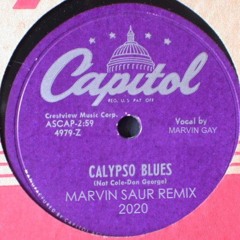 Capitol
REG. U.S. PAT. OFF.
Crestview Music Corp.
ASCAP-2:59
4979-Z
Vocal by
MARVIN GAY
CALYPSO BLUES
(Nat Cole-Don George)
MARVIN SAUR REMIX
2020